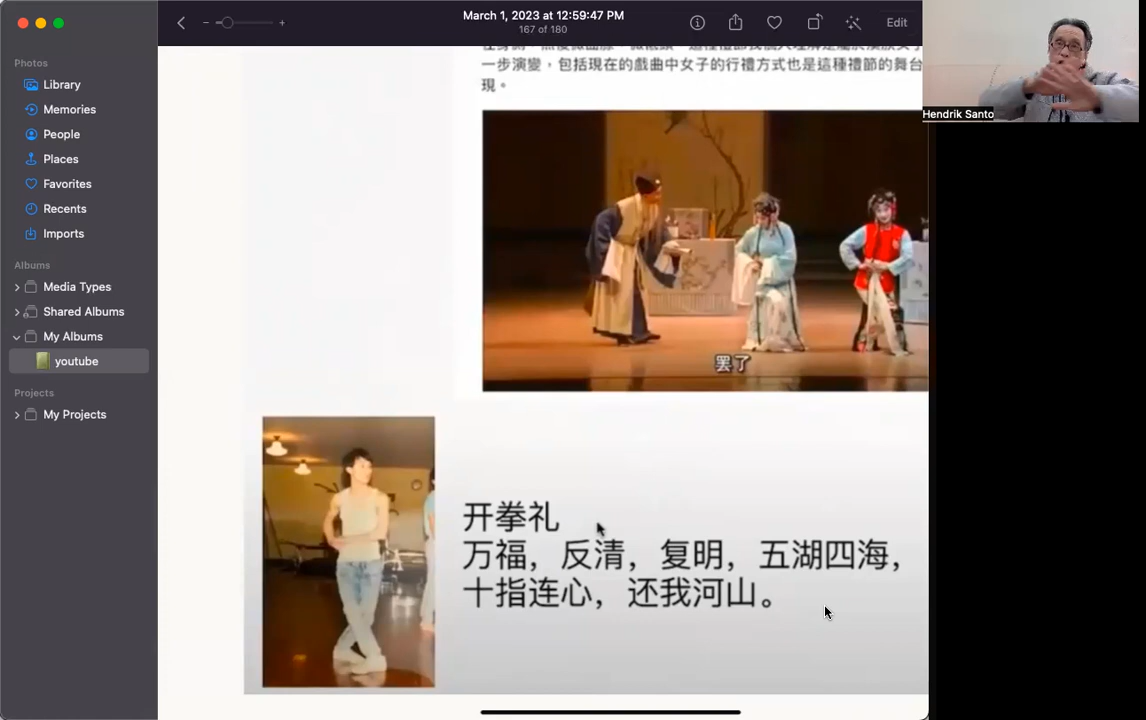 March 1, 2023 at 12:59:47 PM
167 of 180
Edit
Photos
Library
Memories
People
Places
Favorites
Recents
Imports
Albums
Media Types
Shared Albums
My Albums
youtube
Projects
My Projects
一步演變，包括現在的戲曲中女子的行禮方式也是這種禮節的舞台
現。
罢了
开拳礼
万福，反清，复明，五湖四海，
十指连心，还我河山。
Hendrik Santo